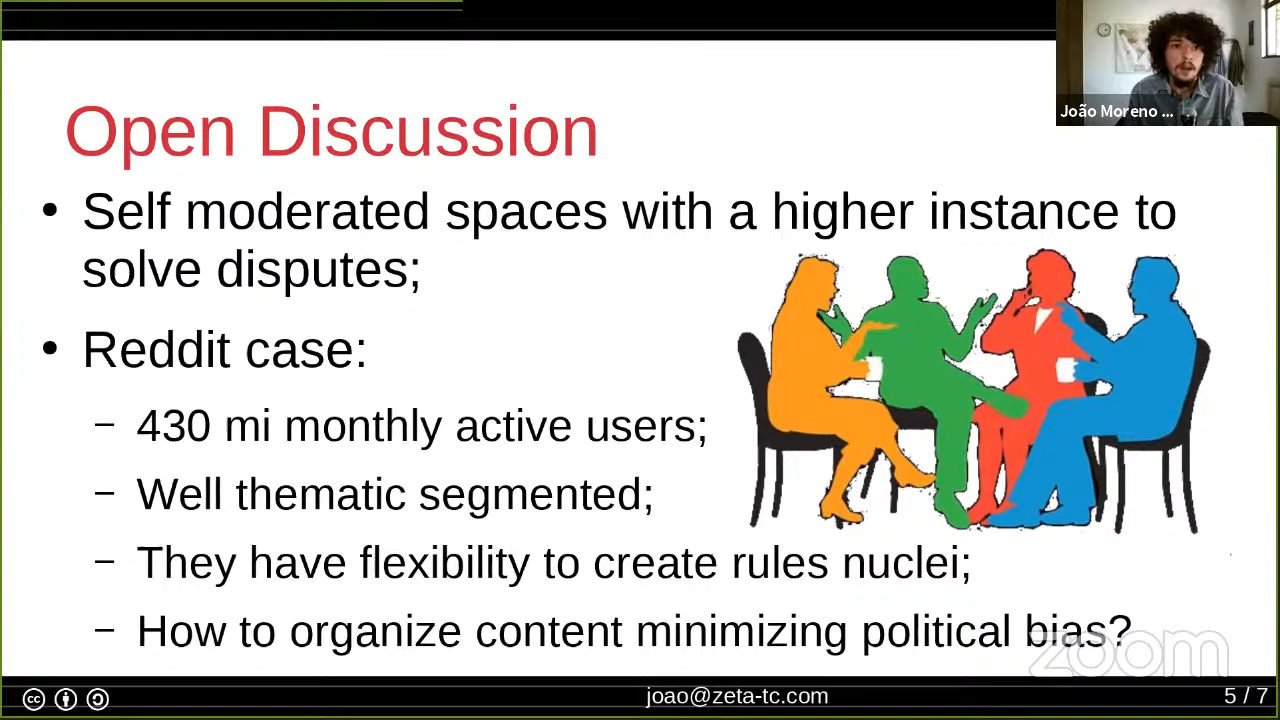 João Moreno ...
Open Discussion
• Self moderated spaces with a higher instance to
solve disputes;
• Reddit case:
– 430 mi monthly active users;
– Well thematic segmented;
– They have flexibility to create rules nuclei;
– How to organize content minimizing political bias?
zoom
cc
joao@zeta-tc.com
5 / 7